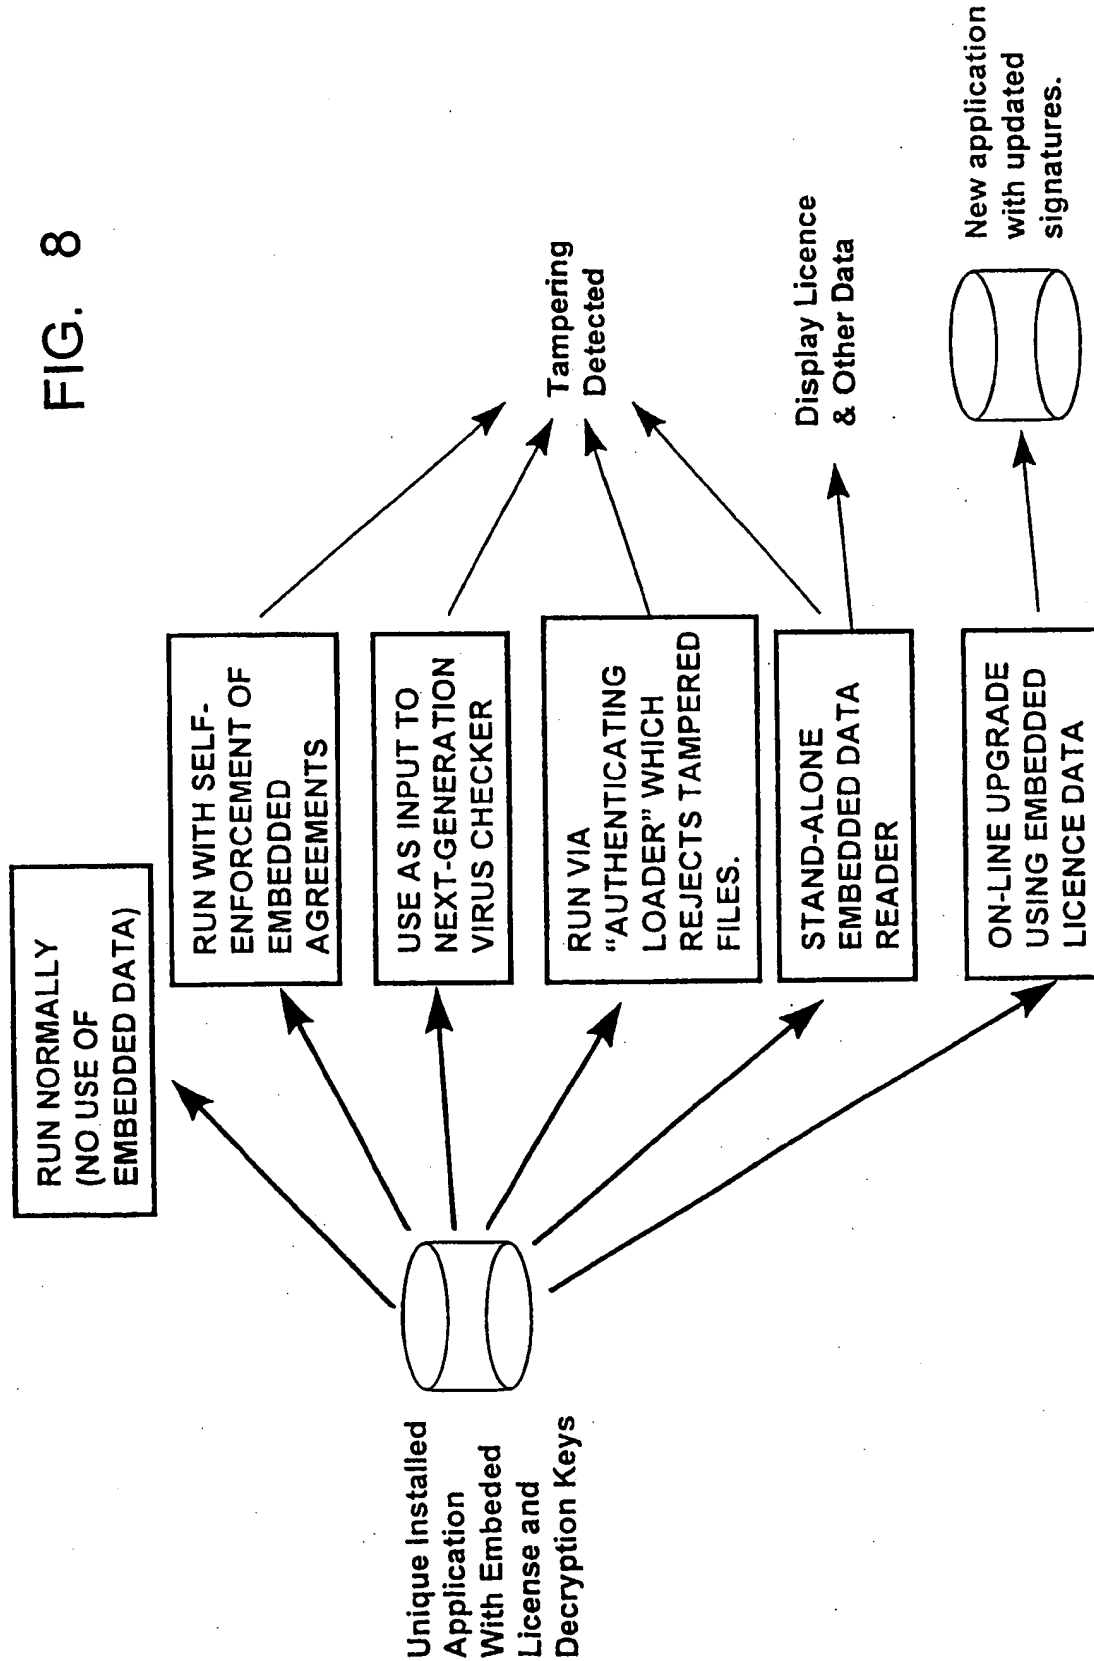 FIG. 8
RUN NORMALLY
(NO USE OF
EMBEDDED DATA)
RUN WITH SELF-
ENFORCEMENT OF
EMBEDDED
AGREEMENTS
USE AS INPUT TO
NEXT-GENERATION
VIRUS CHECKER
RUN VIA
“AUTHENTICATING
LOADER” WHICH
REJECTS TAMPERED
FILES.
STAND-ALONE
EMBEDDED DATA
READER
ON-LINE UPGRADE
USING EMBEDDED
LICENCE DATA
Unique Installed
Application
With Embeded
License and
Decryption Keys
Tampering
Detected
Display Licence
& Other Data
New application
with updated
signatures.